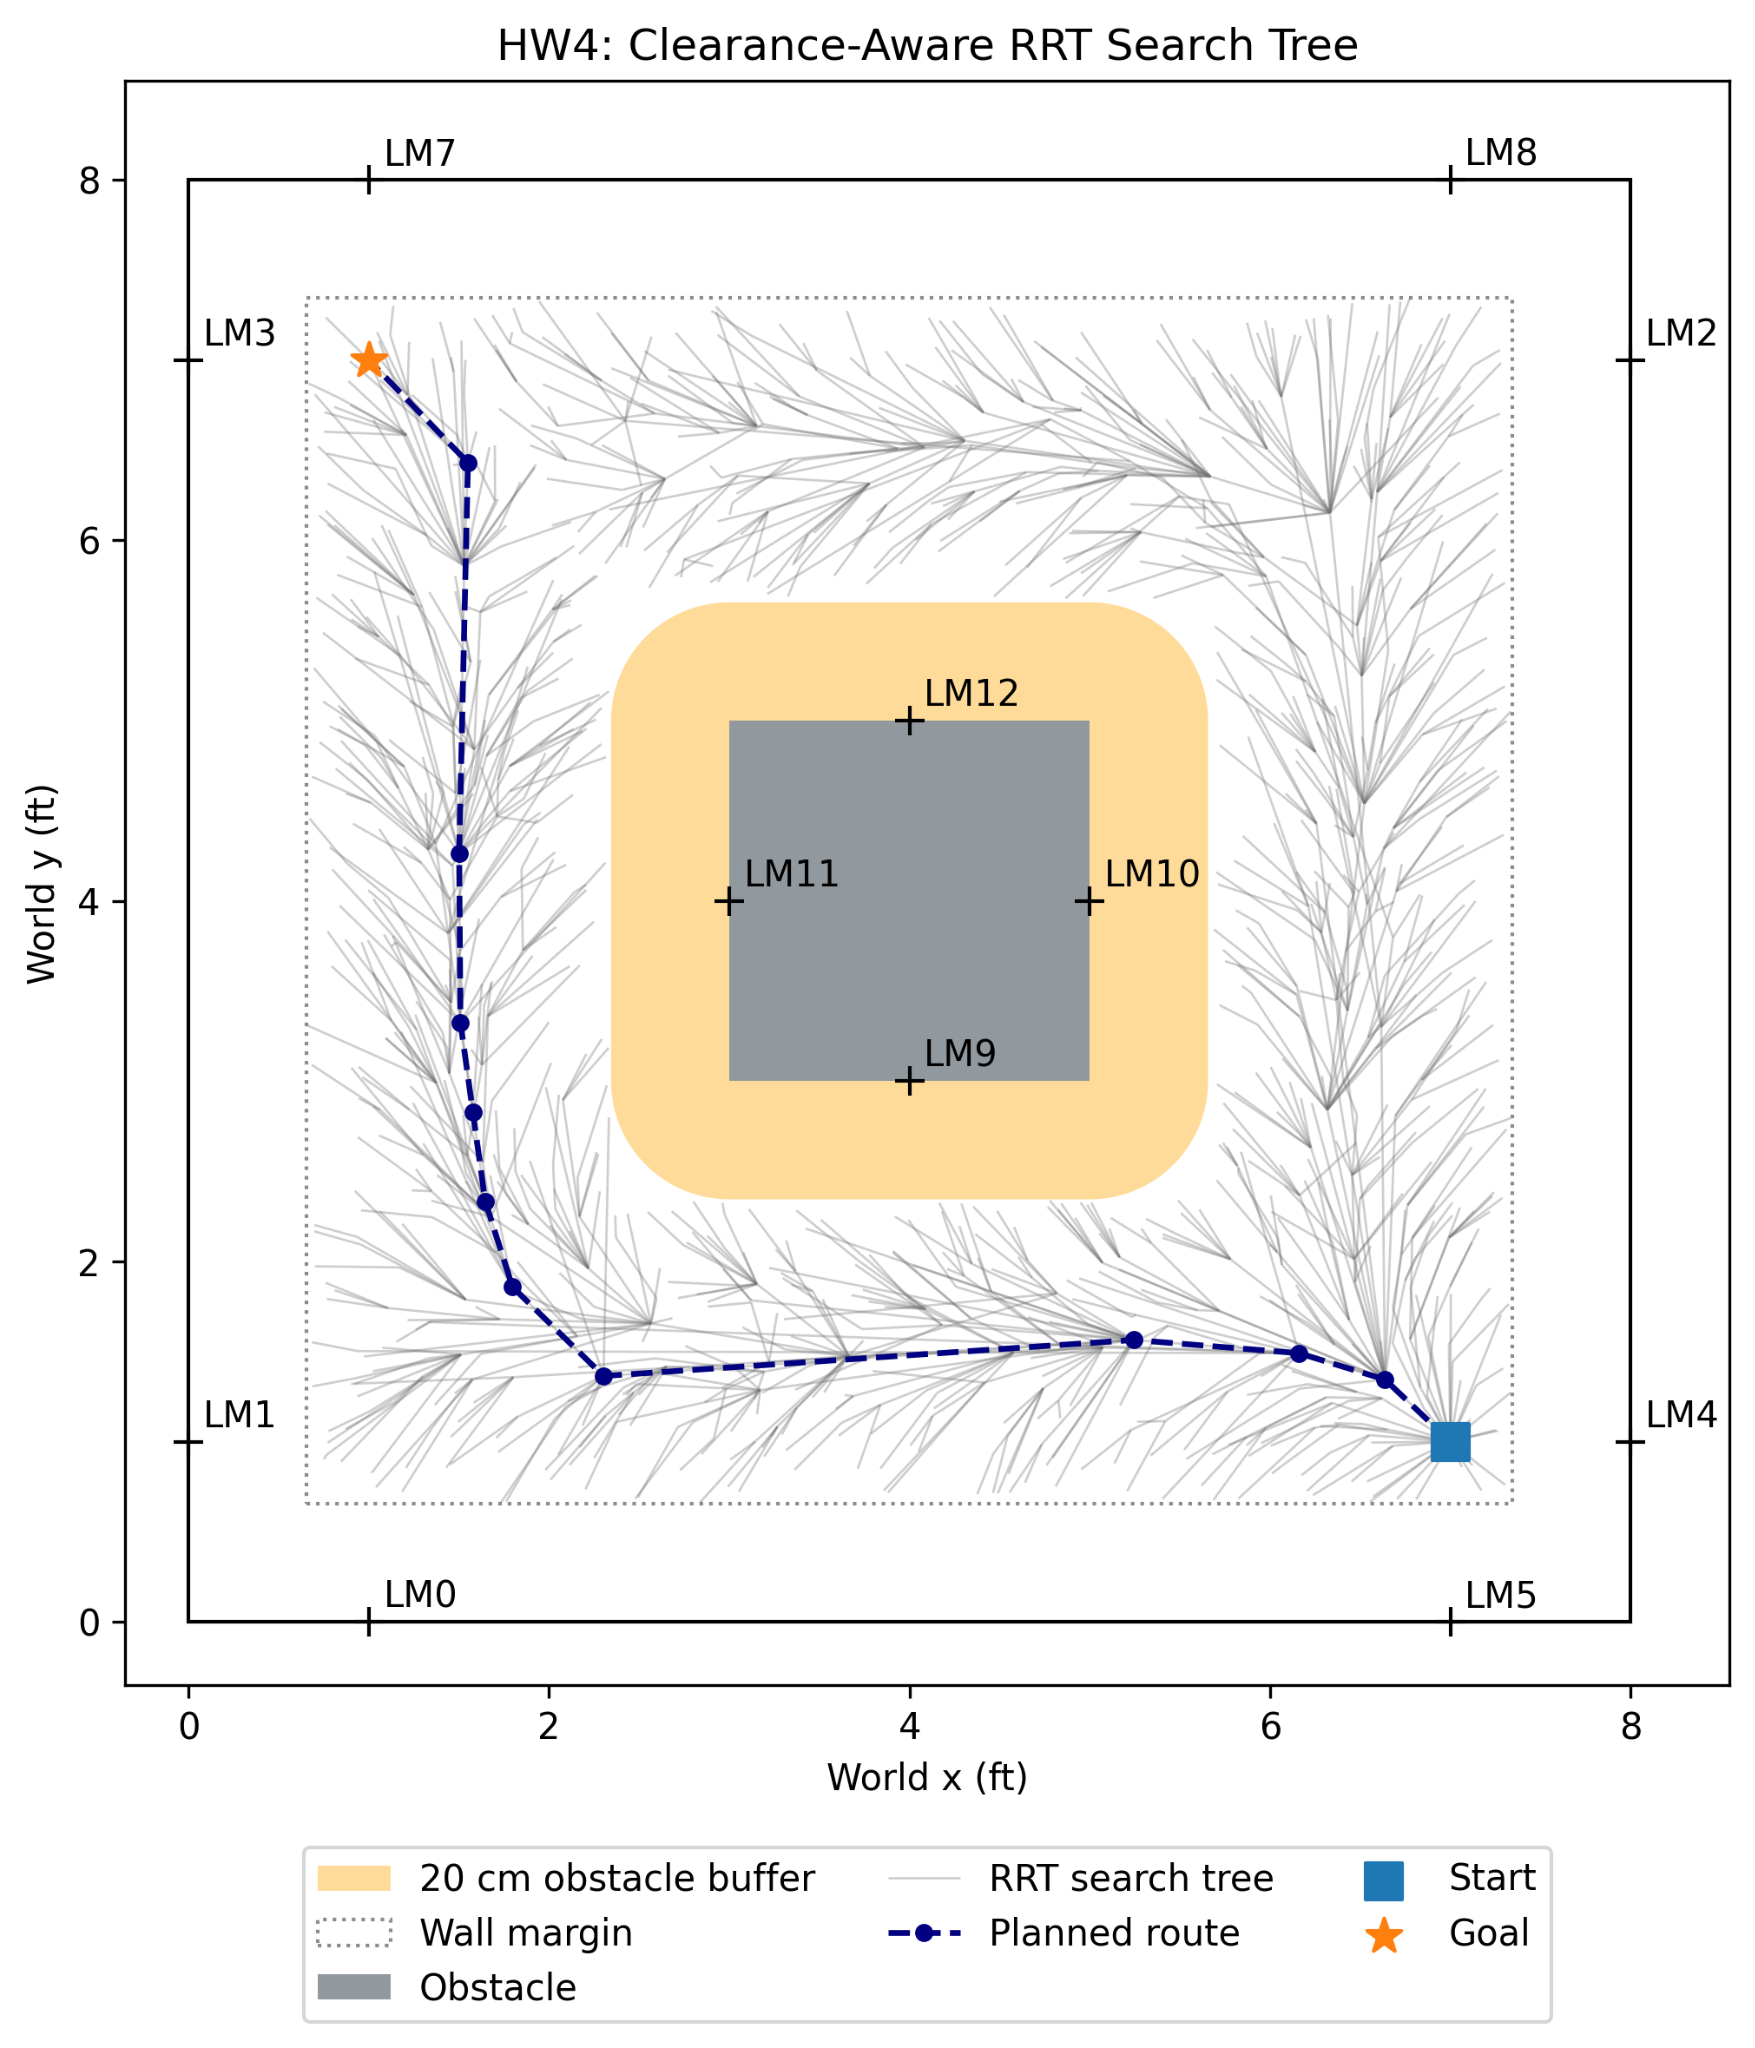 HW4: Clearance-Aware RRT Search Tree
LM7
LM8
8
LM3
LM2
6
LM12
World y (ft)
4
LM11
LM10
LM9
2
LM1
LM4
0
LM0
LM5
0
2
4
6
8
World x (ft)
20 cm obstacle buffer
Wall margin
Obstacle
RRT search tree
Planned route
Start
Goal